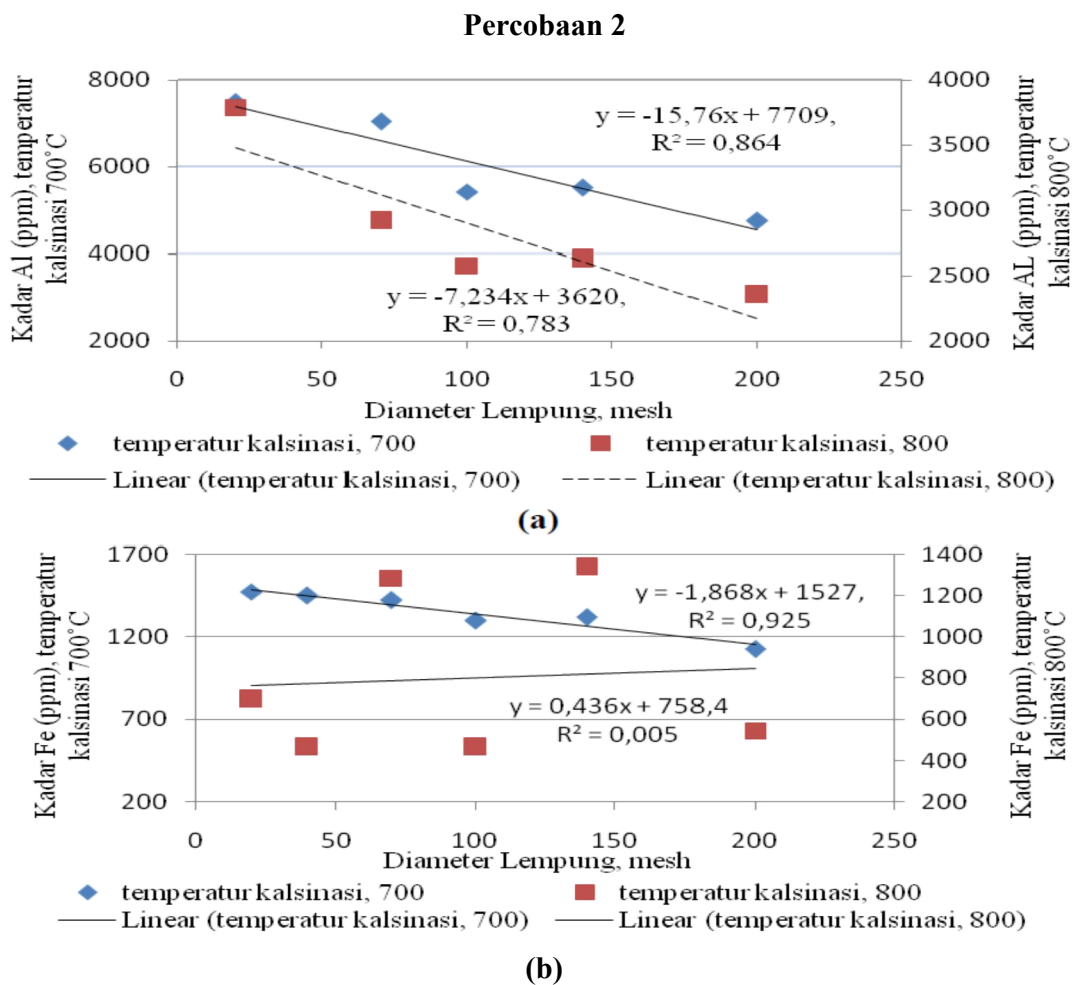 Percobaan 2
Kadar Al (ppm), temperatur
kalsinasi 700˚C
8000
6000
4000
2000
y = -15,76x + 7709,
R² = 0,864
y = -7,234x + 3620,
R² = 0,783
4000
3500
3000
2500
2000
Kadar AL (ppm), temperatur
kalsinasi 800˚C
0 50 100 150 200 250
Diameter Lempung, mesh
temperatur kalsinasi, 700 temperatur kalsinasi, 800
Linear (temperatur kalsinasi, 700) Linear (temperatur kalsinasi, 800)
(a)
Kadar Fe (ppm), temperatur
kalsinasi 700˚C
1700
1200
700
200
y = -1,868x + 1527,
R² = 0,925
y = 0,436x + 758,4
R² = 0,005
1400
1200
1000
800
600
400
200
Kadar Fe (ppm), temperatur
kalsinasi 800˚C
0 50 100 150 200 250
Diameter Lempung, mesh
temperatur kalsinasi, 700 temperatur kalsinasi, 800
Linear (temperatur kalsinasi, 700) Linear (temperatur kalsinasi, 800)
(b)